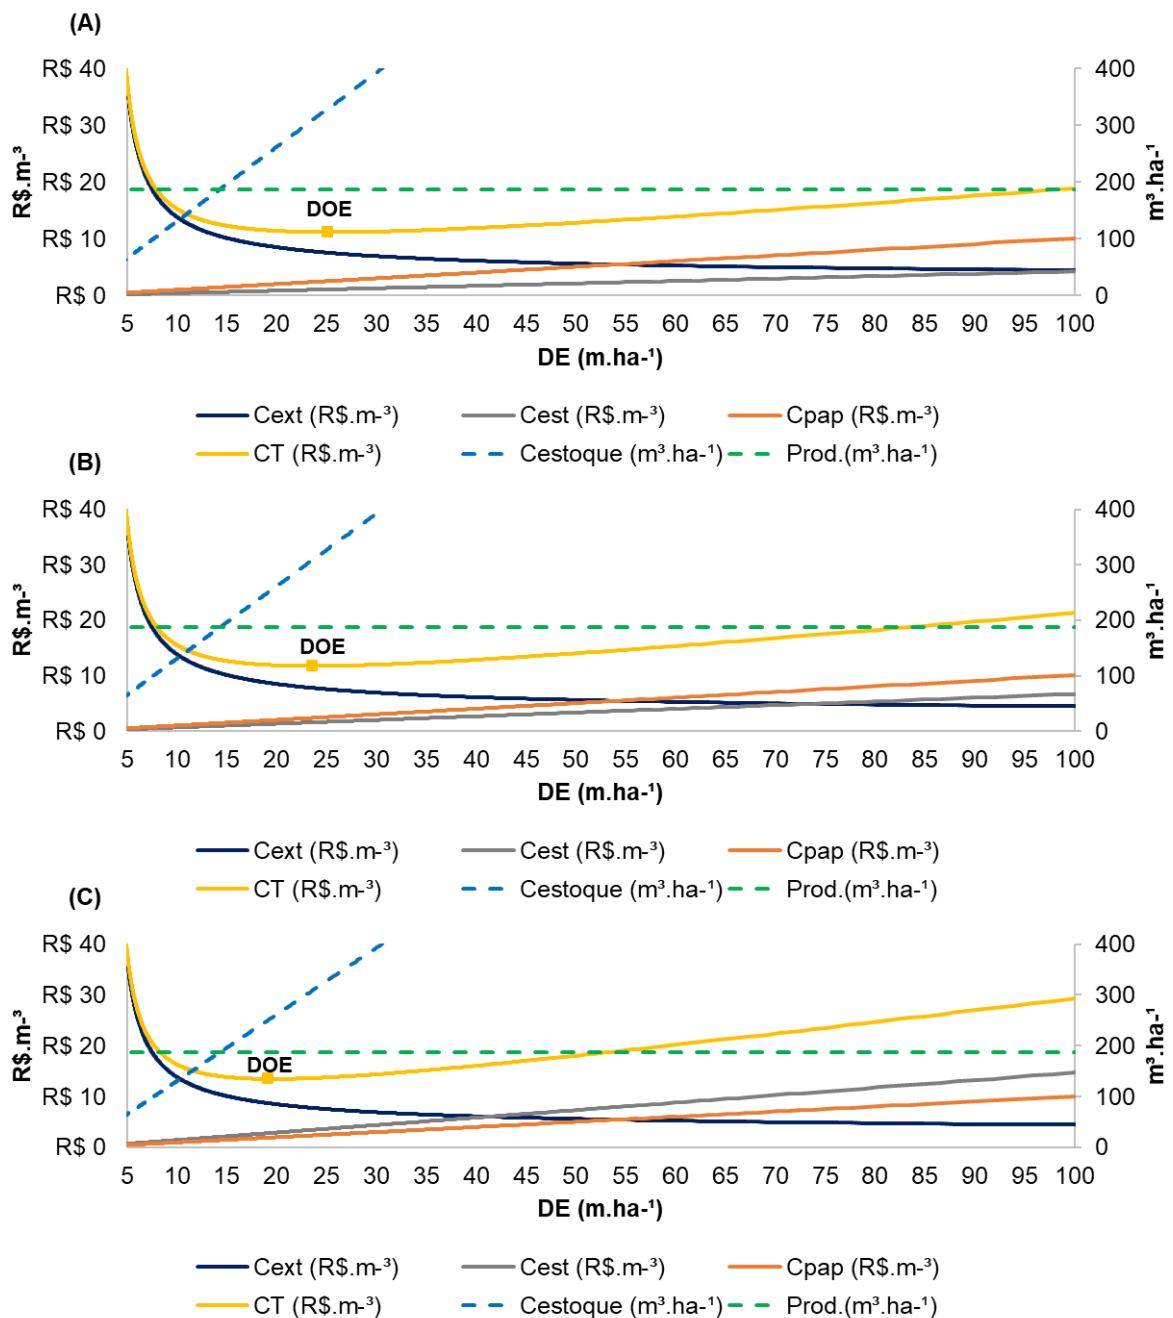 (A)
R$ 40
R$ 30
R$ 20
R$ 10
R$ 0
R$.m-³
400
300
200
100
0
m³.ha-¹
DOE
5 10 15 20 25 30 35 40 45 50 55 60 65 70 75 80 85 90 95 100
DE (m.ha-¹)
Cext (R$.m-³) Cest (R$.m-³) Cpap (R$.m-³)
CT (R$.m-³) Cestoque (m³.ha-¹) Prod.(m³.ha-¹)
(B)
R$ 40
R$ 30
R$ 20
R$ 10
R$ 0
R$.m-³
400
300
200
100
0
m³.ha-¹
DOE
5 10 15 20 25 30 35 40 45 50 55 60 65 70 75 80 85 90 95 100
DE (m.ha-¹)
Cext (R$.m-³) Cest (R$.m-³) Cpap (R$.m-³)
CT (R$.m-³) Cestoque (m³.ha-¹) Prod.(m³.ha-¹)
(C)
R$ 40
R$ 30
R$ 20
R$ 10
R$ 0
R$.m-³
400
300
200
100
0
m³.ha-¹
DOE
5 10 15 20 25 30 35 40 45 50 55 60 65 70 75 80 85 90 95 100
DE (m.ha-¹)
Cext (R$.m-³) Cest (R$.m-³) Cpap (R$.m-³)
CT (R$.m-³) Cestoque (m³.ha-¹) Prod.(m³.ha-¹)